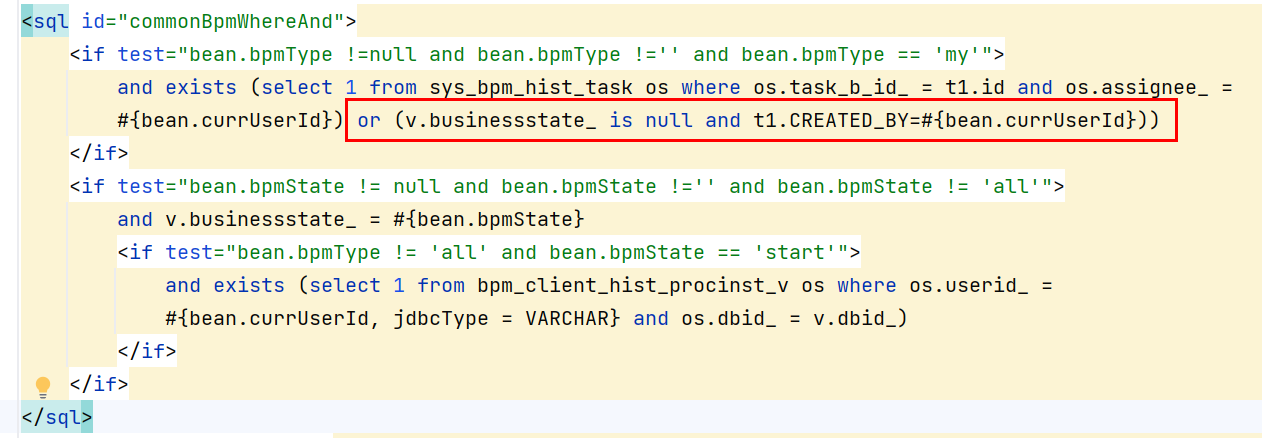 <sql id="commonBpmWhereAnd">
<if test="bean.bpmType !=null and bean.bpmType !='' and bean.bpmType == 'my'">
and exists (select 1 from sys_bpm_hist_task os where os.task_b_id_ = t1.id and os.assignee_ =
#{bean.currUserId}) or (v.businessstate_ is null and t1.CREATED_BY=#{bean.currUserId}))
</if>
<if test="bean.bpmState != null and bean.bpmState !='' and bean.bpmState != 'all'">
and v.businessstate_ = #{bean.bpmState}
<if test="bean.bpmType != 'all' and bean.bpmState == 'start'">
and exists (select 1 from bpm_client_hist_procinst_v os where os.userid_ =
#{bean.currUserId, jdbcType = VARCHAR} and os.dbid_ = v.dbid_)
</if>
</if>
</sql>